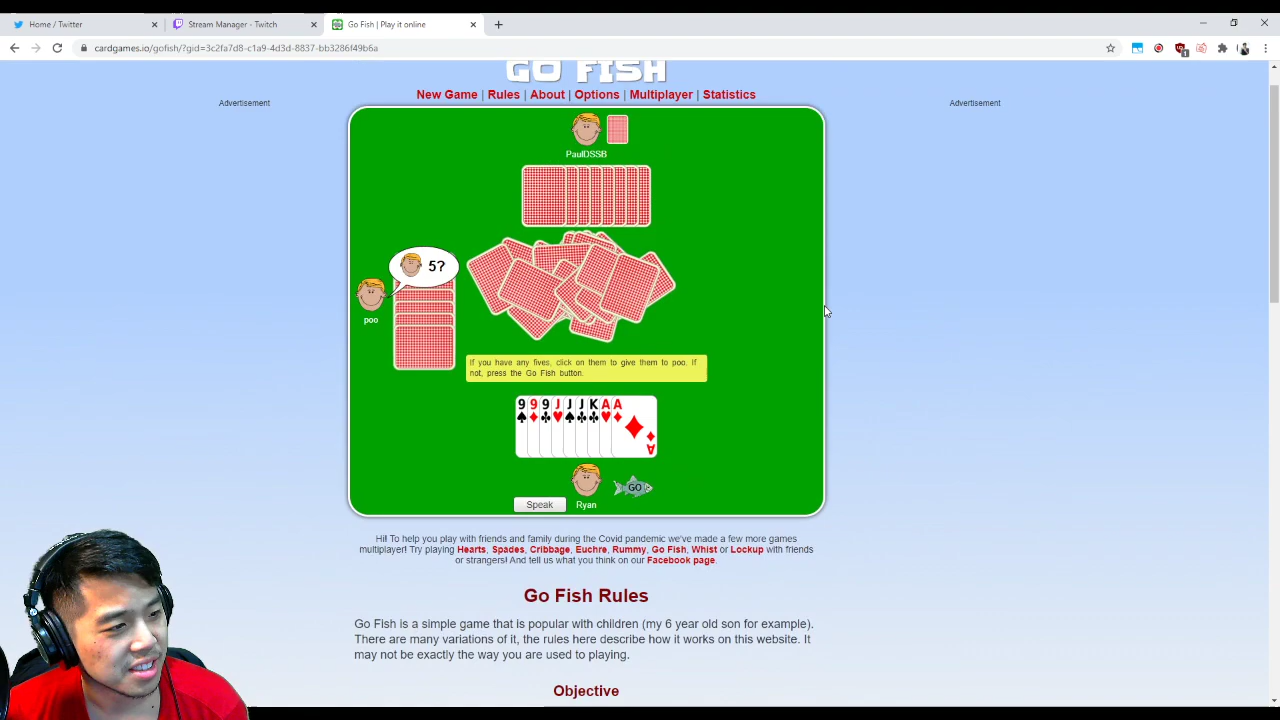 Home / Twitter
Stream Manager - Twitch
Go Fish | Play it online
cardgames.io/gofish/?gid=3c2fa7d8-c1a9-4d3d-8837-bb3286f49b6a
1
GO FISH
Advertisement
New Game | Rules | About | Options | Multiplayer | Statistics
Advertisement
PaulDSSB
5?
poo
If you have any fives, click on them to give them to poo. If
not, press the Go Fish button.
9 9 9 J J J K A A
A
GO
Speak
Ryan
Hi! To help you play with friends and family during the Covid pandemic we've made a few more games
multiplayer! Try playing Hearts, Spades, Cribbage, Euchre, Rummy, Go Fish, Whist or Lockup with friends
or strangers! And tell us what you think on our Facebook page.
Go Fish Rules
Go Fish is a simple game that is popular with children (my 6 year old son for example).
There are many variations of it, the rules here describe how it works on this website. It
may not be exactly the way you are used to playing.
Objective